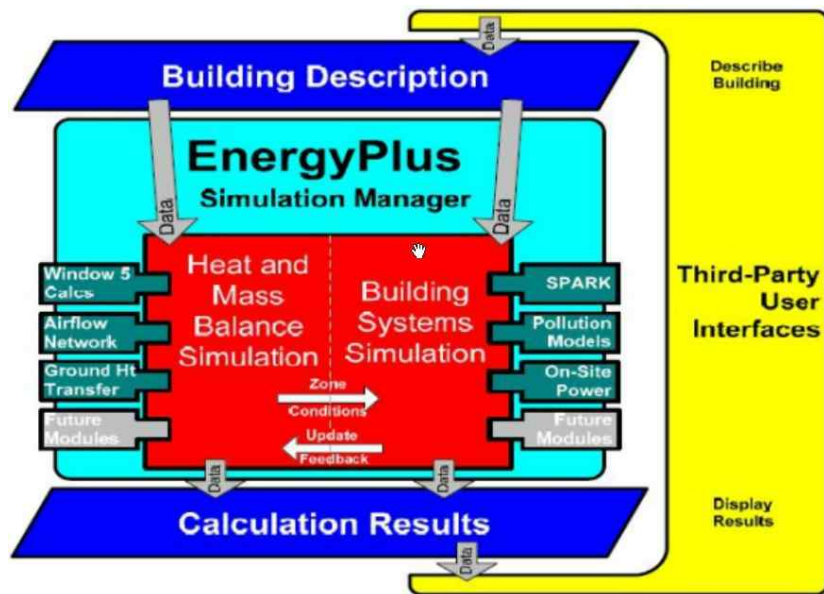 Data
Building Description
Describe
Building
EnergyPlus
Simulation Manager
Data
Data
Window 5
Calcs
Airflow
Network
Ground Ht
Transfer
Future
Modules
Heat and
Mass
Balance
Simulation
Building
Systems
Simulation
Zone
Conditions
Update
Feedback
SPARK
Pollution
Models
On-Site
Power
Future
Modules
Third-Party
User
Interfaces
Data
Data
Calculation Results
Display
Results
Data